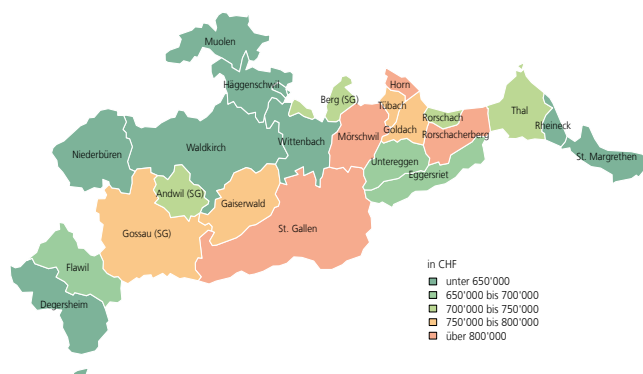 Muolen
Häggenschwil
Horn
Berg (SG)
Tübach
Rorschach
Thal
Goldach
Rorschacherberg
Rheineck
Wittenbach
Mörschwil
Waldkirch
Niederbüren
Untereggen
St. Margrethen
Eggersriet
Andwil (SG)
Gaiserwald
St. Gallen
Gossau (SG)
Flawil
Degersheim
in CHF
unter 650'000
650'000 bis 700'000
700'000 bis 750'000
750'000 bis 800'000
über 800'000